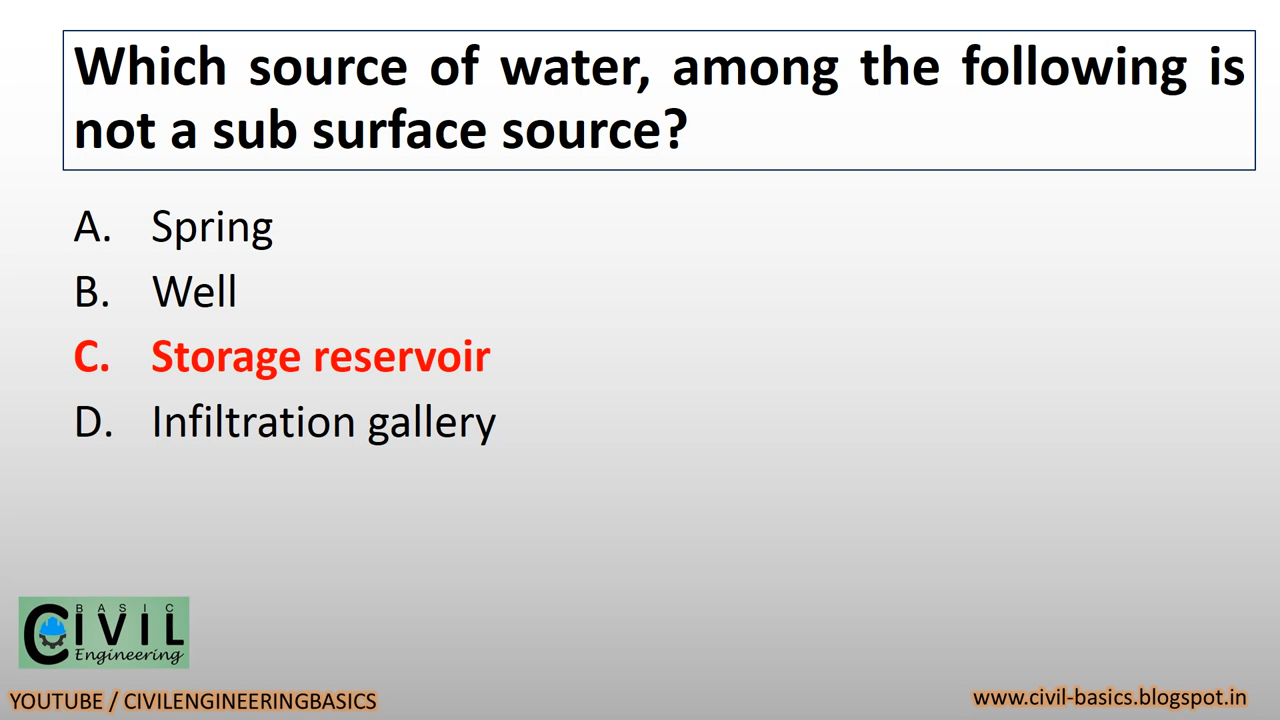 Which source of water, among the following is
not a sub surface source?
A. Spring
B. Well
C. Storage reservoir
D. Infiltration gallery
BASIC
CIVIL
Engineering
YOUTUBE / CIVILENGINEERINGBASICS
www.civil-basics.blogspot.in